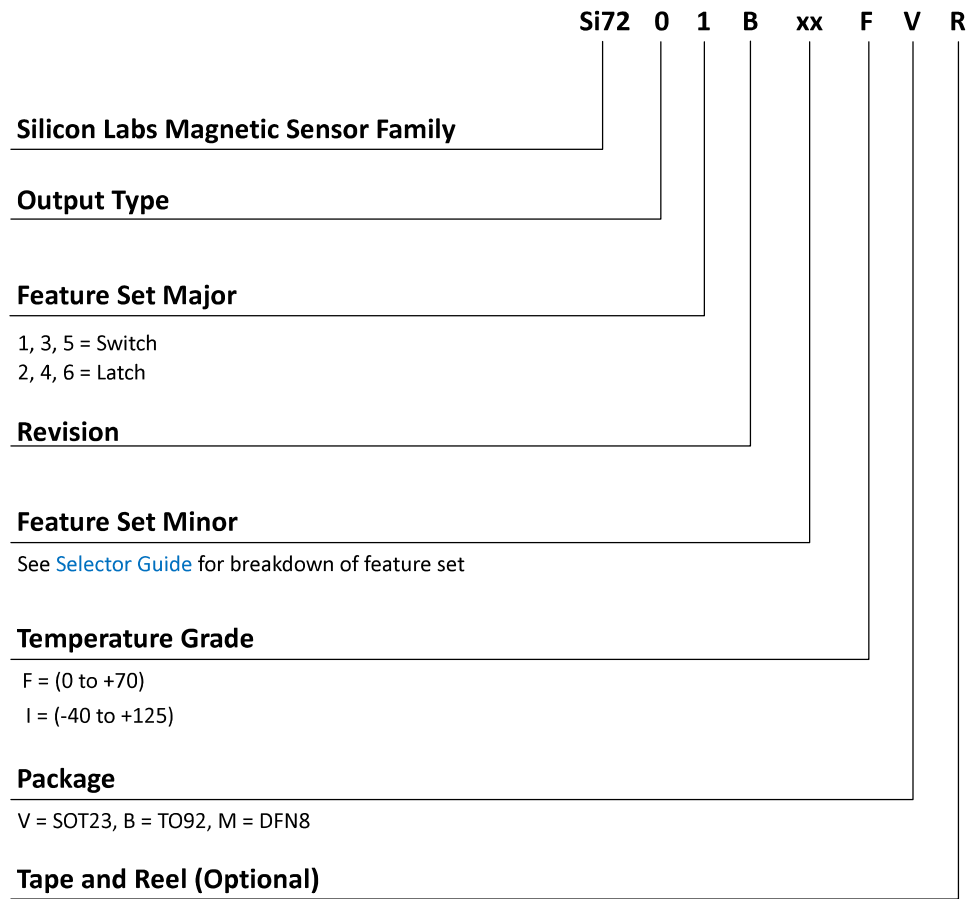 Si72 0 1 B xx F V R
Silicon Labs Magnetic Sensor Family
Output Type
Feature Set Major
1, 3, 5 = Switch
2, 4, 6 = Latch
Revision
Feature Set Minor
See Selector Guide for breakdown of feature set
Temperature Grade
F = (0 to +70)
I = (-40 to +125)
Package
V = SOT23, B = TO92, M = DFN8
Tape and Reel (Optional)